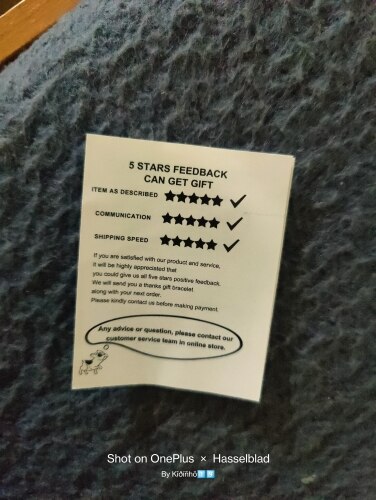 5 STARS FEEDBACK
CAN GET GIFT
ITEM AS DESCRIBED ★★★★★ ✓
COMMUNICATION ★★★★★ ✓
SHIPPING SPEED ★★★★★ ✓
If you are satisfied with our product and service,
it will be highly appreciated that
you could give us all five stars positive feedback.
We will send you a thanks gift bracelet
along with your next order.
Please kindly contact us before making payment.
Any advice or question, please contact our
customer service team in online store.
Shot on OnePlus × Hasselblad